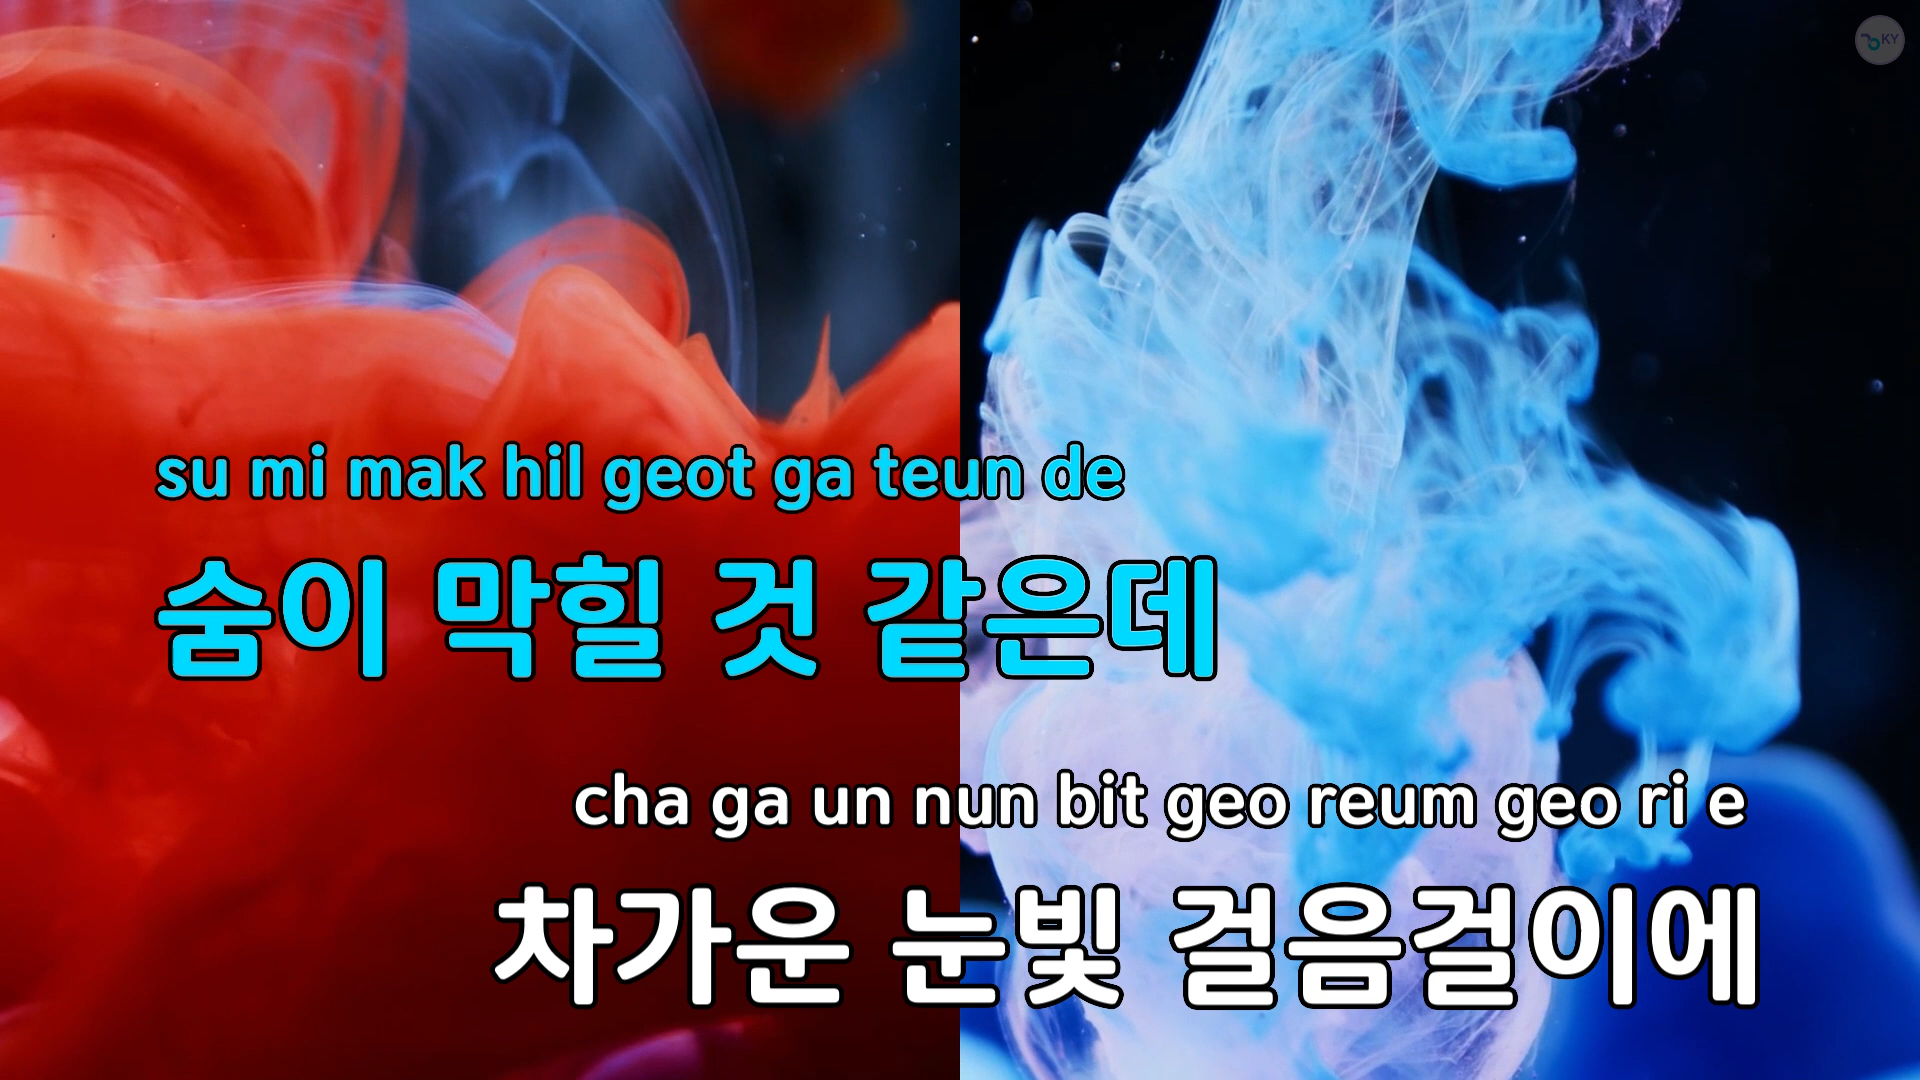 KY
su mi mak hil geot ga teun de
숨이 막힐 것 같은데
cha ga un nun bit geo reum geo ri e
차가운 눈빛 걸음걸이에